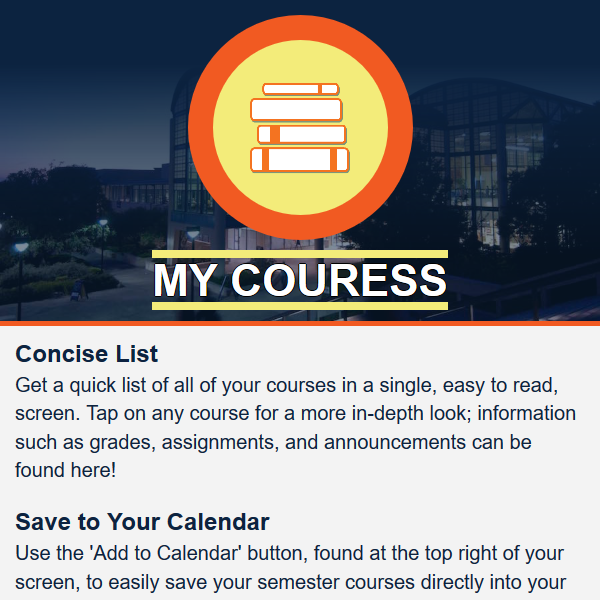 MY COURESS
Concise List
Get a quick list of all of your courses in a single, easy to read,
screen. Tap on any course for a more in-depth look; information
such as grades, assignments, and announcements can be
found here!
Save to Your Calendar
Use the 'Add to Calendar' button, found at the top right of your
screen, to easily save your semester courses directly into your